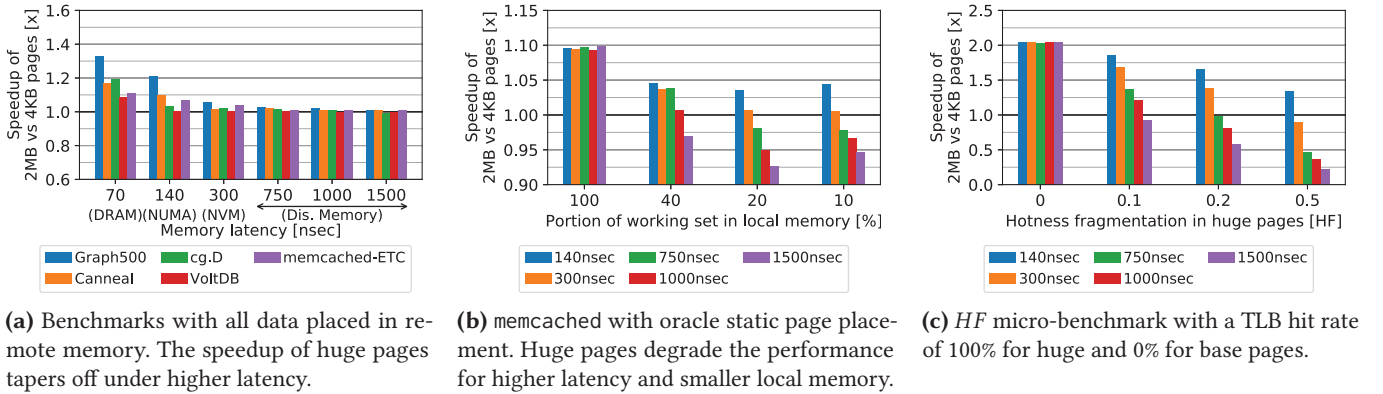 Speedup of
2MB vs 4KB pages [x]
1.6
1.4
1.2
1.0
0.8
0.6
70 140 300 750 1000 1500
(DRAM)(NUMA) (NVM) (Dis. Memory)
Memory latency [nsec]
Graph500 cg.D memcached-ETC
Canneal VoltDB
(a) Benchmarks with all data placed in re-
mote memory. The speedup of huge pages
tapers off under higher latency.
Speedup of
2MB vs 4KB pages [x]
1.15
1.10
1.05
1.00
0.95
0.90
100 40 20 10
Portion of working set in local memory [%]
140nsec 750nsec 1500nsec
300nsec 1000nsec
(b) memcached with oracle static page place-
ment. Huge pages degrade the performance
for higher latency and smaller local memory.
Speedup of
2MB vs 4KB pages [x]
2.5
2.0
1.5
1.0
0.5
0.0
0 0.1 0.2 0.5
Hotness fragmentation in huge pages [HF]
140nsec 750nsec 1500nsec
300nsec 1000nsec
(c) HF micro-benchmark with a TLB hit rate
of 100% for huge and 0% for base pages.